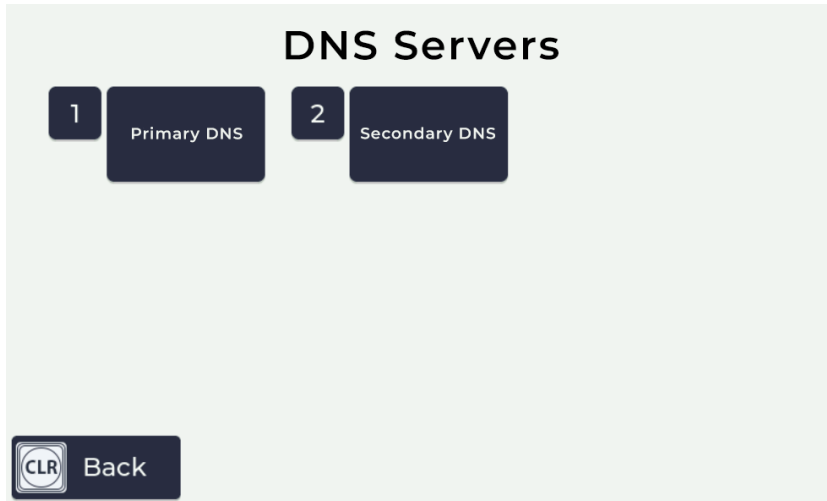 DNS Servers
1
Primary DNS
2
Secondary DNS
CLR
Back